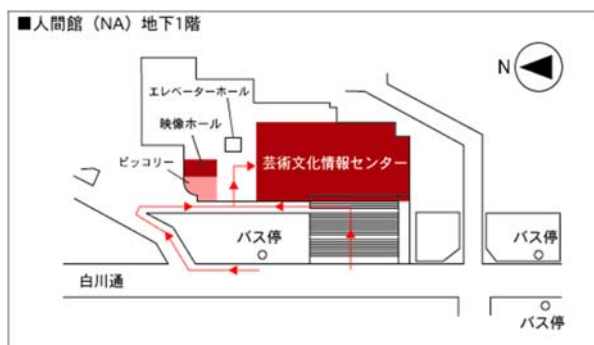 ■人間館（NA）地下1階
N
エレベーターホール
映像ホール
ピッコリー
芸術文化情報センター
バス停
バス停
白川通
バス停